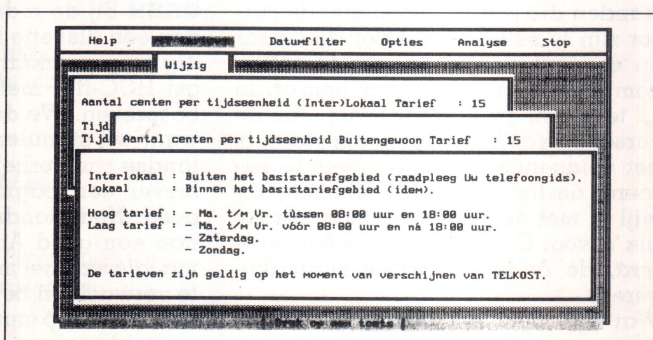 Help Datumfilter Opties Analyse Stop
Wijzig
Aantal centen per tijdseenheid (Inter)Lokaal Tarief : 15
Tijd
Tijd Aantal centen per tijdseenheid Buitengewoon Tarief : 15
Interlokaal : Buiten het basistariefgebied (raadpleeg Uw telefoongids).
Lokaal : Binnen het basistariefgebied (idem).
Hoog tarief : - Ma. t/m Vr. tùssen 08:00 uur en 18:00 uur.
Laag tarief : - Ma. t/m Vr. vóór 08:00 uur en ná 18:00 uur.
- Zaterdag.
- Zondag.
De tarieven zijn geldig op het moment van verschijnen van TELKOST.
Druk op een toets